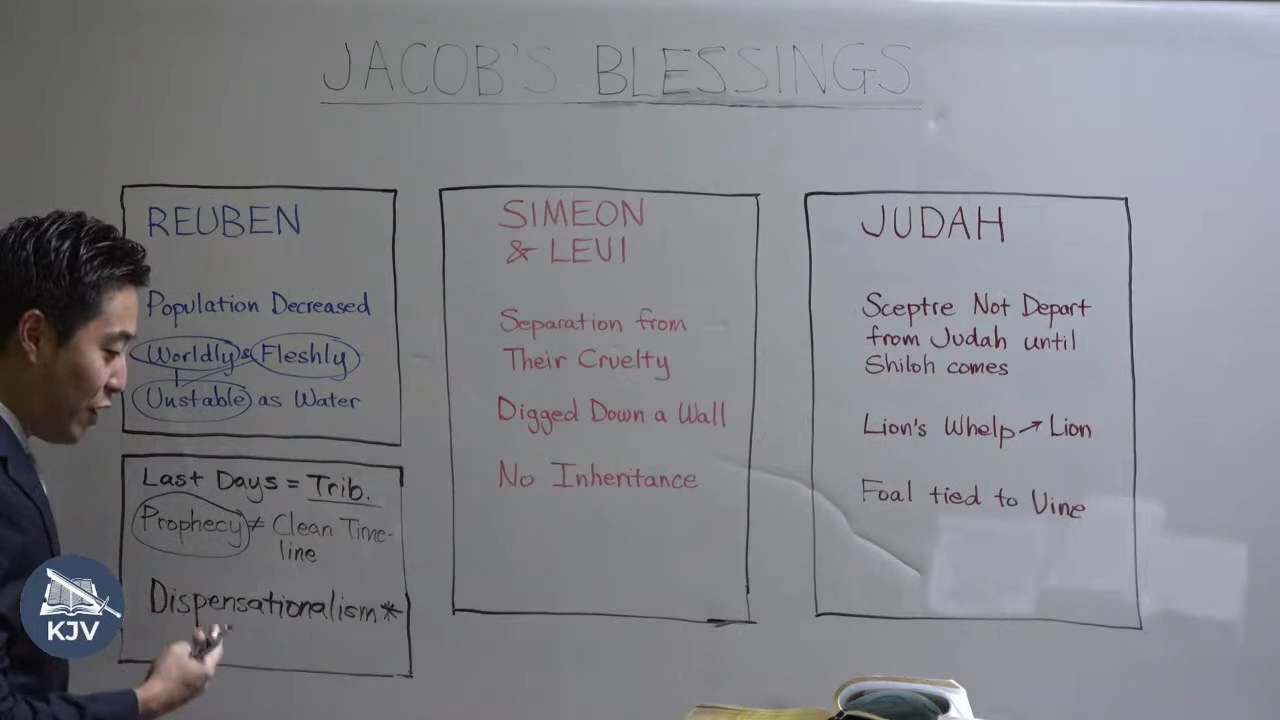 JACOB'S BLESSINGS
REUBEN
Population Decreased
Worldly & Fleshly
Unstable as Water
Last Days = Trib.
Prophecy ≠ Clean Time-
line
Dispensationalism*
SIMEON
& LEVI
Separation from
Their Cruelty
Digged Down a Wall
No Inheritance
JUDAH
Sceptre Not Depart
from Judah until
Shiloh comes
Lion's Whelp → Lion
Foal tied to Vine
KJV